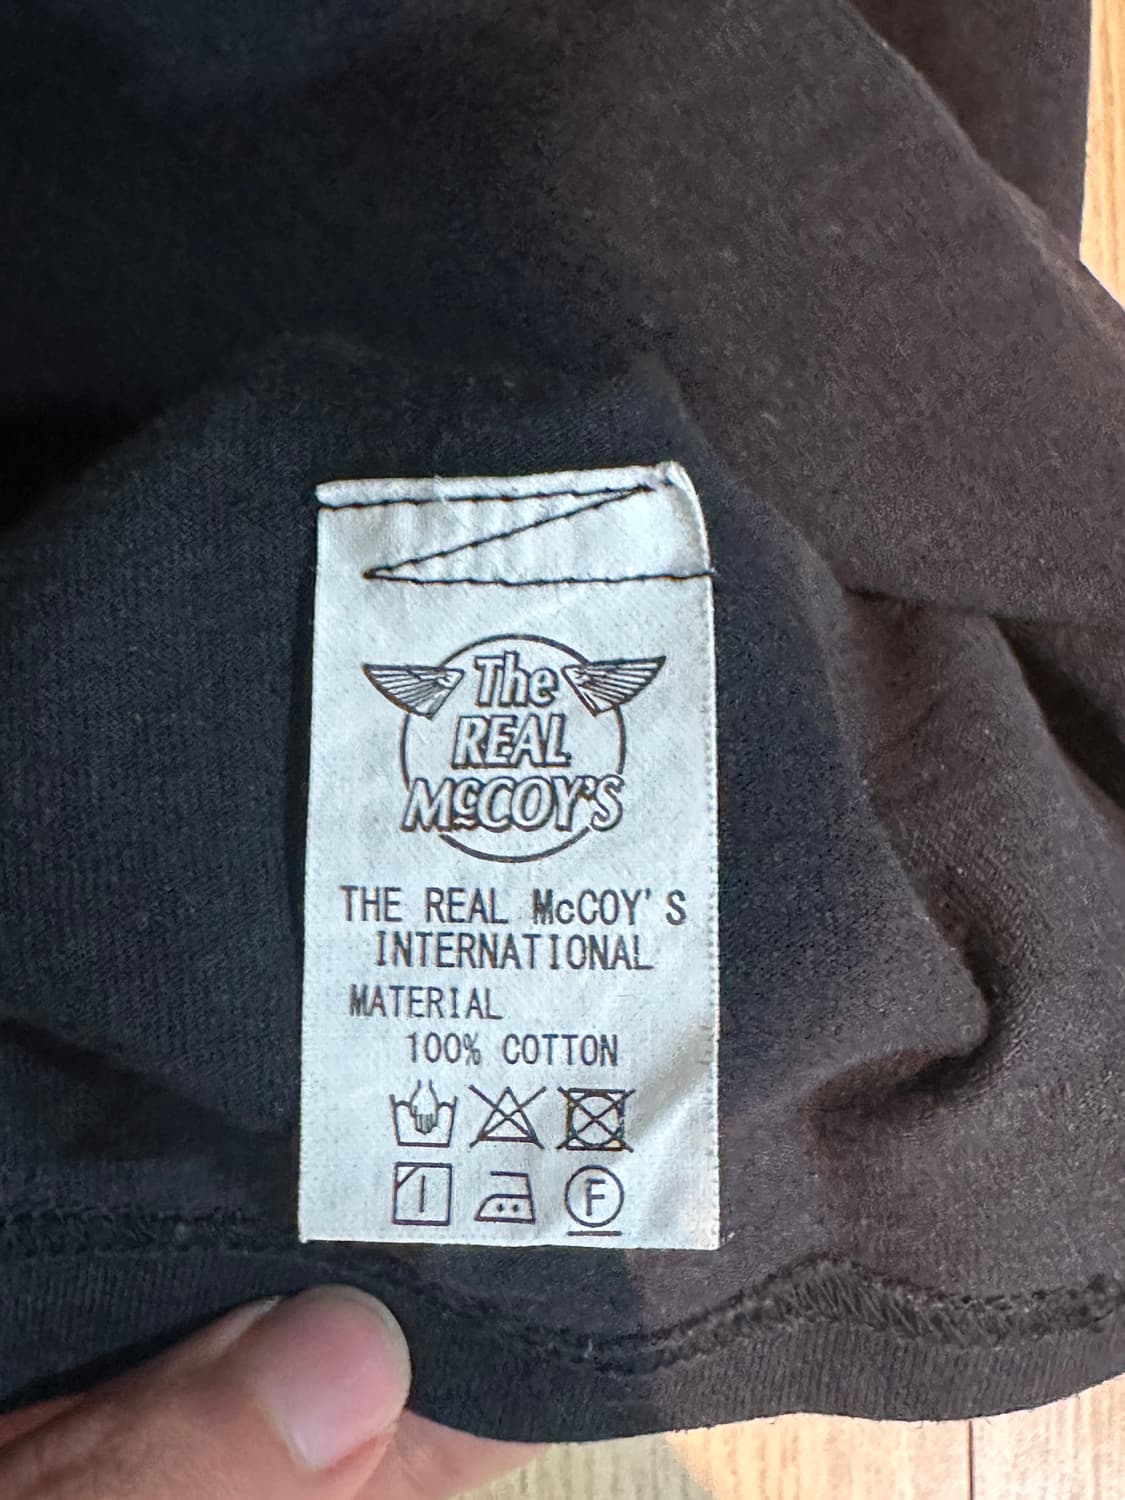 The
REAL
McCOY'S
THE REAL McCOY'S
INTERNATIONAL
MATERIAL
100% COTTON
F